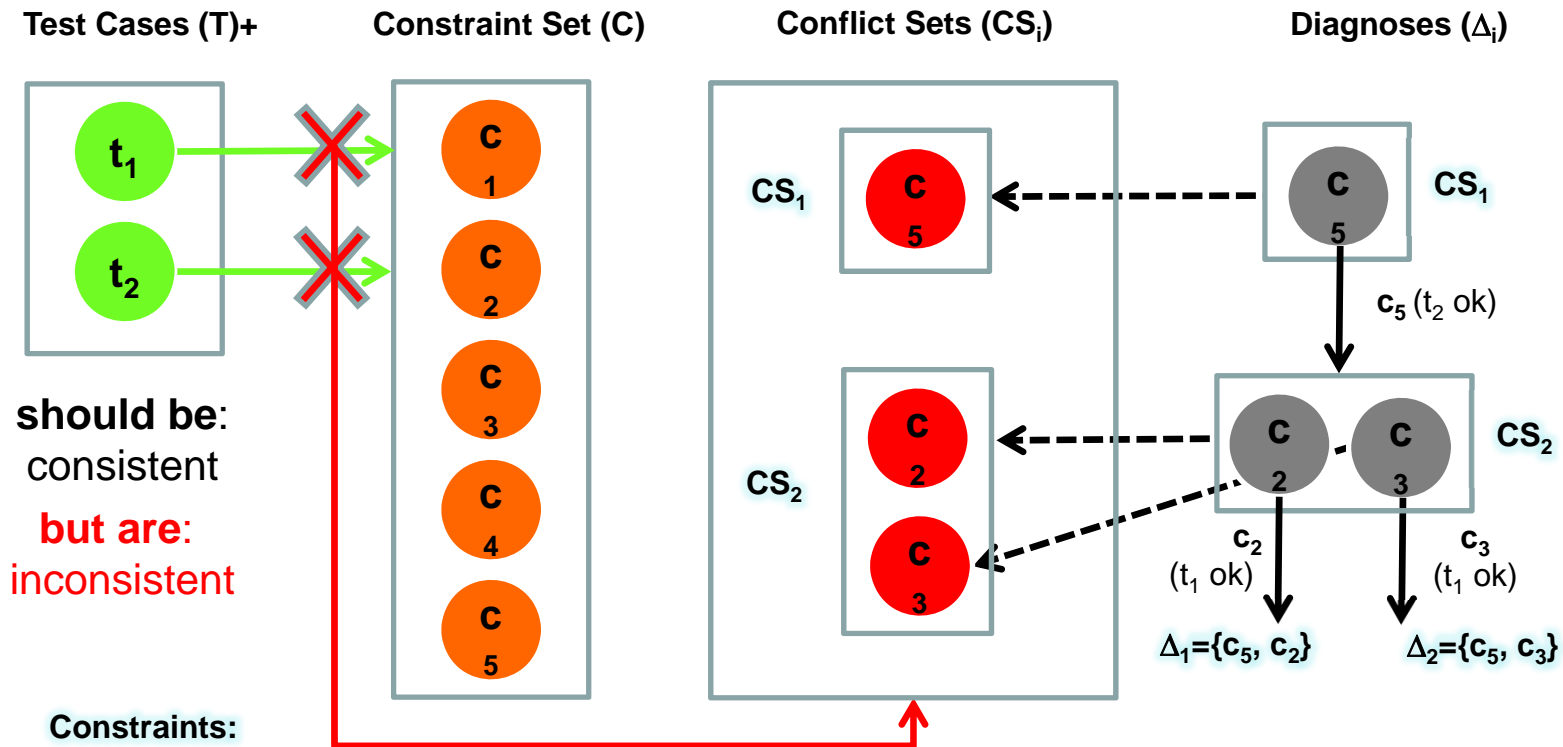 Test Cases (T)+
Constraint Set (C)
Conflict Sets (CSi)
Diagnoses (Δi)
t1
t2
should be:
consistent
but are:
inconsistent
c
1
c
2
c
3
c
4
c
5
CS1
c
5
CS2
c
2
c
3
c
5
CS1
c5 (t2 ok)
c
2
c
3
CS2
c2
(t1 ok)
c3
(t1 ok)
Δ1={c5, c2}
Δ2={c5, c3}
Constraints: